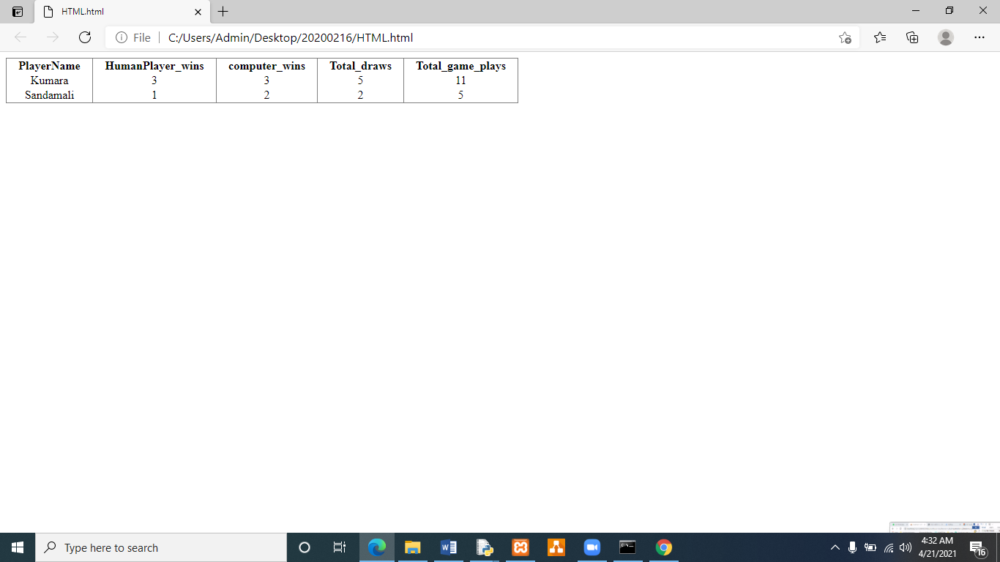 HTML.html
File C:/Users/Admin/Desktop/20200216/HTML.html
PlayerName HumanPlayer_wins computer_wins Total_draws Total_game_plays
Kumara 3 3 5 11
Sandamali 1 2 2 5
Type here to search
4:32 AM
4/21/2021
16